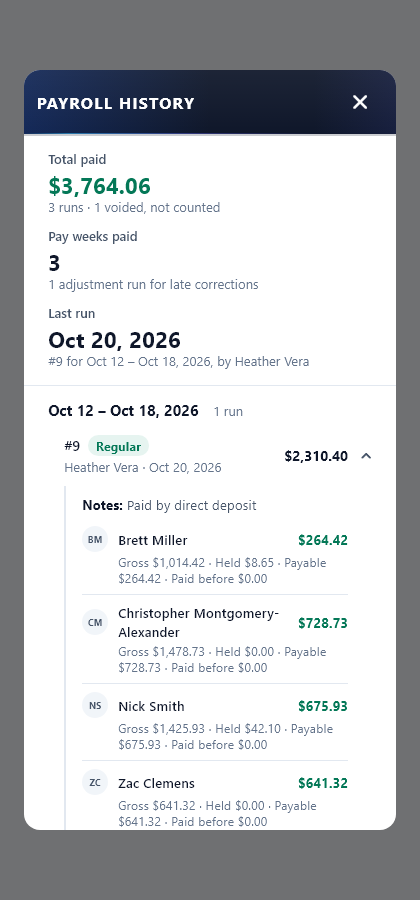 PAYROLL HISTORY
Total paid
$3,764.06
3 runs · 1 voided, not counted
Pay weeks paid
3
1 adjustment run for late corrections
Last run
Oct 20, 2026
#9 for Oct 12 – Oct 18, 2026, by Heather Vera
Oct 12 – Oct 18, 2026 1 run
#9 Regular
Heather Vera · Oct 20, 2026
$2,310.40
Notes: Paid by direct deposit
BM Brett Miller $264.42
Gross $1,014.42 · Held $8.65 · Payable
$264.42 · Paid before $0.00
CM Christopher Montgomery-
Alexander $728.73
Gross $1,478.73 · Held $0.00 · Payable
$728.73 · Paid before $0.00
NS Nick Smith $675.93
Gross $1,425.93 · Held $42.10 · Payable
$675.93 · Paid before $0.00
ZC Zac Clemens $641.32
Gross $641.32 · Held $0.00 · Payable
$641.32 · Paid before $0.00